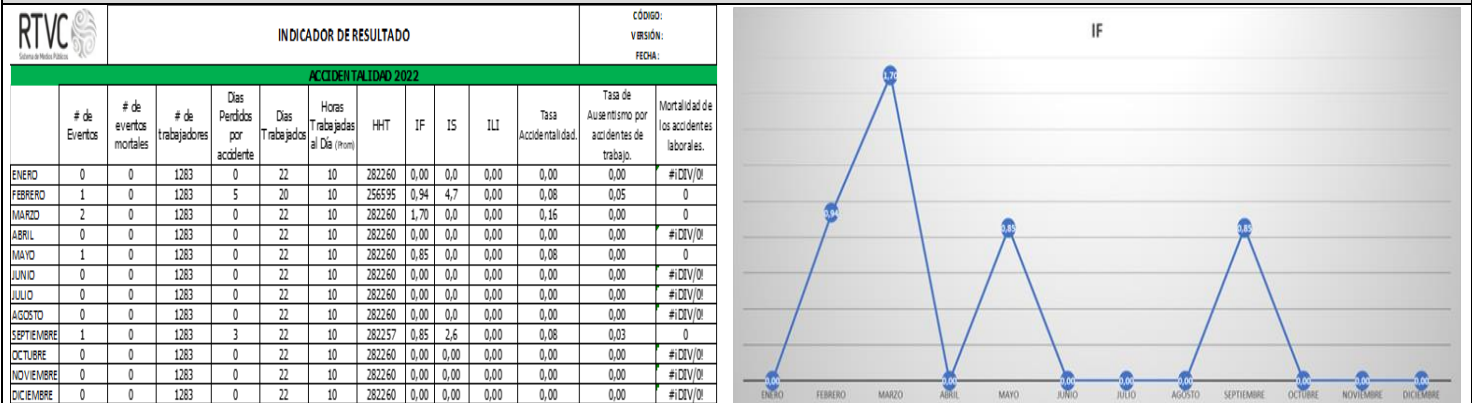 RTVC
Sistema de Medios Públicos
INDICADOR DE RESULTADO
CÓDIGO:
VERSIÓN:
FECHA:
ACCIDENTALIDAD 2022
# de Eventos | # de eventos mortales | # de trabajadores | Dias Perdidos por accidente | Dias Trabajados | Horas Trabajadas al Día (Prom) | HHT | IF | IS | ILI | Tasa Accidentalidad. | Tasa de Ausentismo por accidentes de trabajo. | Mortalidad de los accidentes laborales.
ENERO 0 0 1283 0 22 10 282260 0,00 0,0 0,00 0,00 0,00 #¡DIV/0!
FEBRERO 1 0 1283 5 20 10 256595 0,94 4,7 0,00 0,08 0,05 0
MARZO 2 0 1283 0 22 10 282260 1,70 0,0 0,00 0,16 0,00 0
ABRIL 0 0 1283 0 22 10 282260 0,00 0,0 0,00 0,00 0,00 #¡DIV/0!
MAYO 1 0 1283 0 22 10 282260 0,85 0,0 0,00 0,08 0,00 0
JUNIO 0 0 1283 0 22 10 282260 0,00 0,0 0,00 0,00 0,00 #¡DIV/0!
JULIO 0 0 1283 0 22 10 282260 0,00 0,0 0,00 0,00 0,00 #¡DIV/0!
AGOSTO 0 0 1283 0 22 10 282260 0,00 0,0 0,00 0,00 0,00 #¡DIV/0!
SEPTIEMBRE 1 0 1283 3 22 10 282257 0,85 2,6 0,00 0,08 0,03 0
OCTUBRE 0 0 1283 0 22 10 282260 0,00 0,00 0,00 0,00 0,00 #¡DIV/0!
NOVIEMBRE 0 0 1283 0 22 10 282260 0,00 0,00 0,00 0,00 0,00 #¡DIV/0!
DICIEMBRE 0 0 1283 0 22 10 282260 0,00 0,00 0,00 0,00 0,00 #¡DIV/0!
IF
1,70
0,94
0,85 0,85
0,00 0,00 0,00 0,00 0,00 0,00 0,00 0,00
ENERO FEBRERO MARZO ABRIL MAYO JUNIO JULIO AGOSTO SEPTIEMBRE OCTUBRE NOVIEMBRE DICIEMBRE